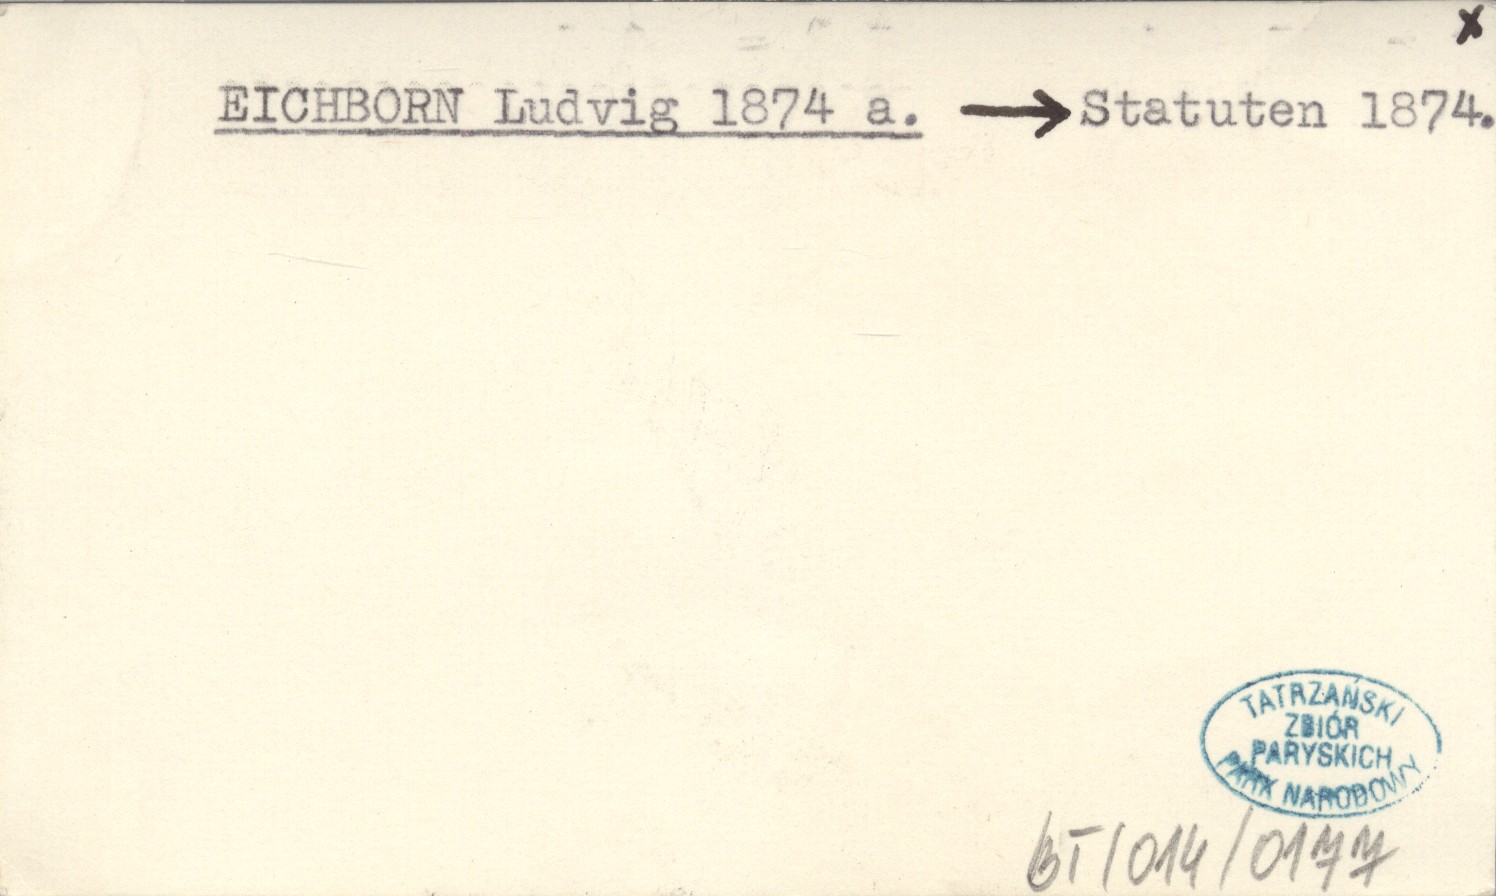 x
EICHBORN Ludvig 1874 a. → Statuten 1874.
TATRZAŃSKI
ZBIÓR
PARYSKICH
PARK NARODOWY
BT/014/0177